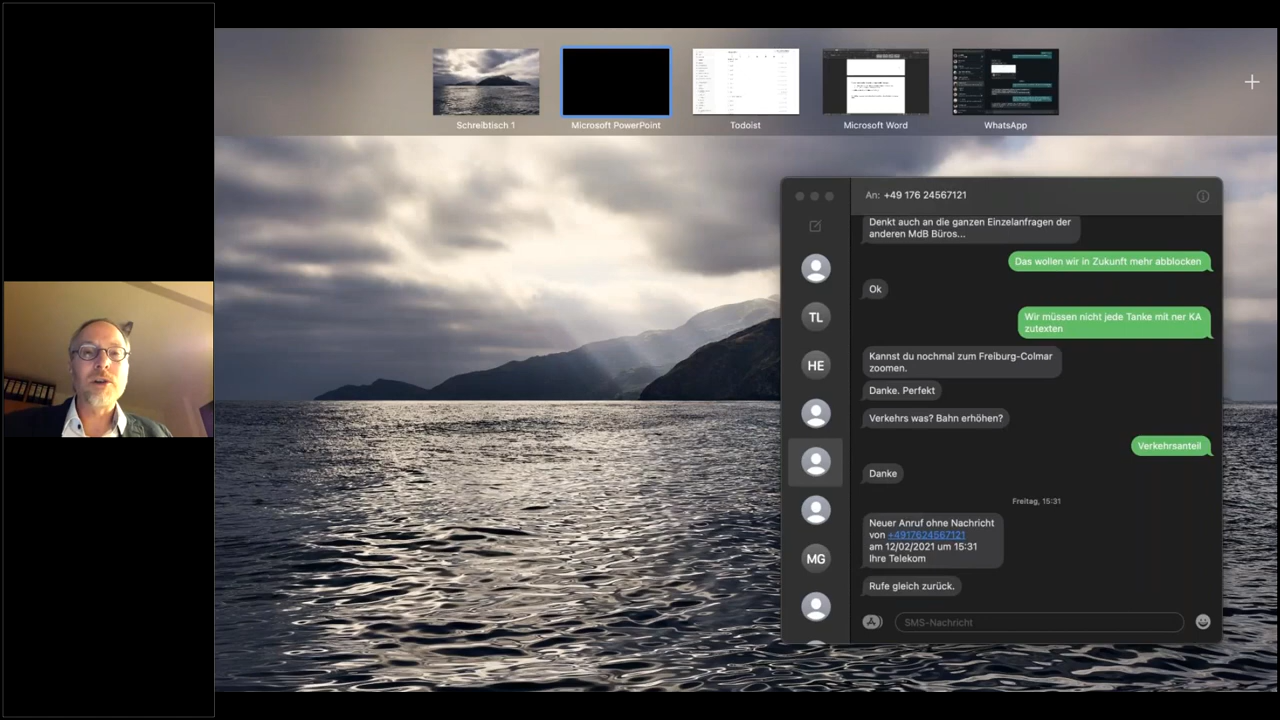 Schreibtisch 1
Microsoft PowerPoint
Todoist
Microsoft Word
WhatsApp
An: +49 176 24567121
Denkt auch an die ganzen Einzelanfragen der
anderen MdB Büros...
Das wollen wir in Zukunft mehr abblocken
Ok
Wir müssen nicht jede Tanke mit ner KA
zutexten
Kannst du nochmal zum Freiburg-Colmar
zoomen.
Danke. Perfekt
Verkehrs was? Bahn erhöhen?
Verkehrsanteil
Danke
Freitag, 15:31
Neuer Anruf ohne Nachricht
von +4917624567121
am 12/02/2021 um 15:31
Ihre Telekom
Rufe gleich zurück.
SMS-Nachricht
TL
HE
MG